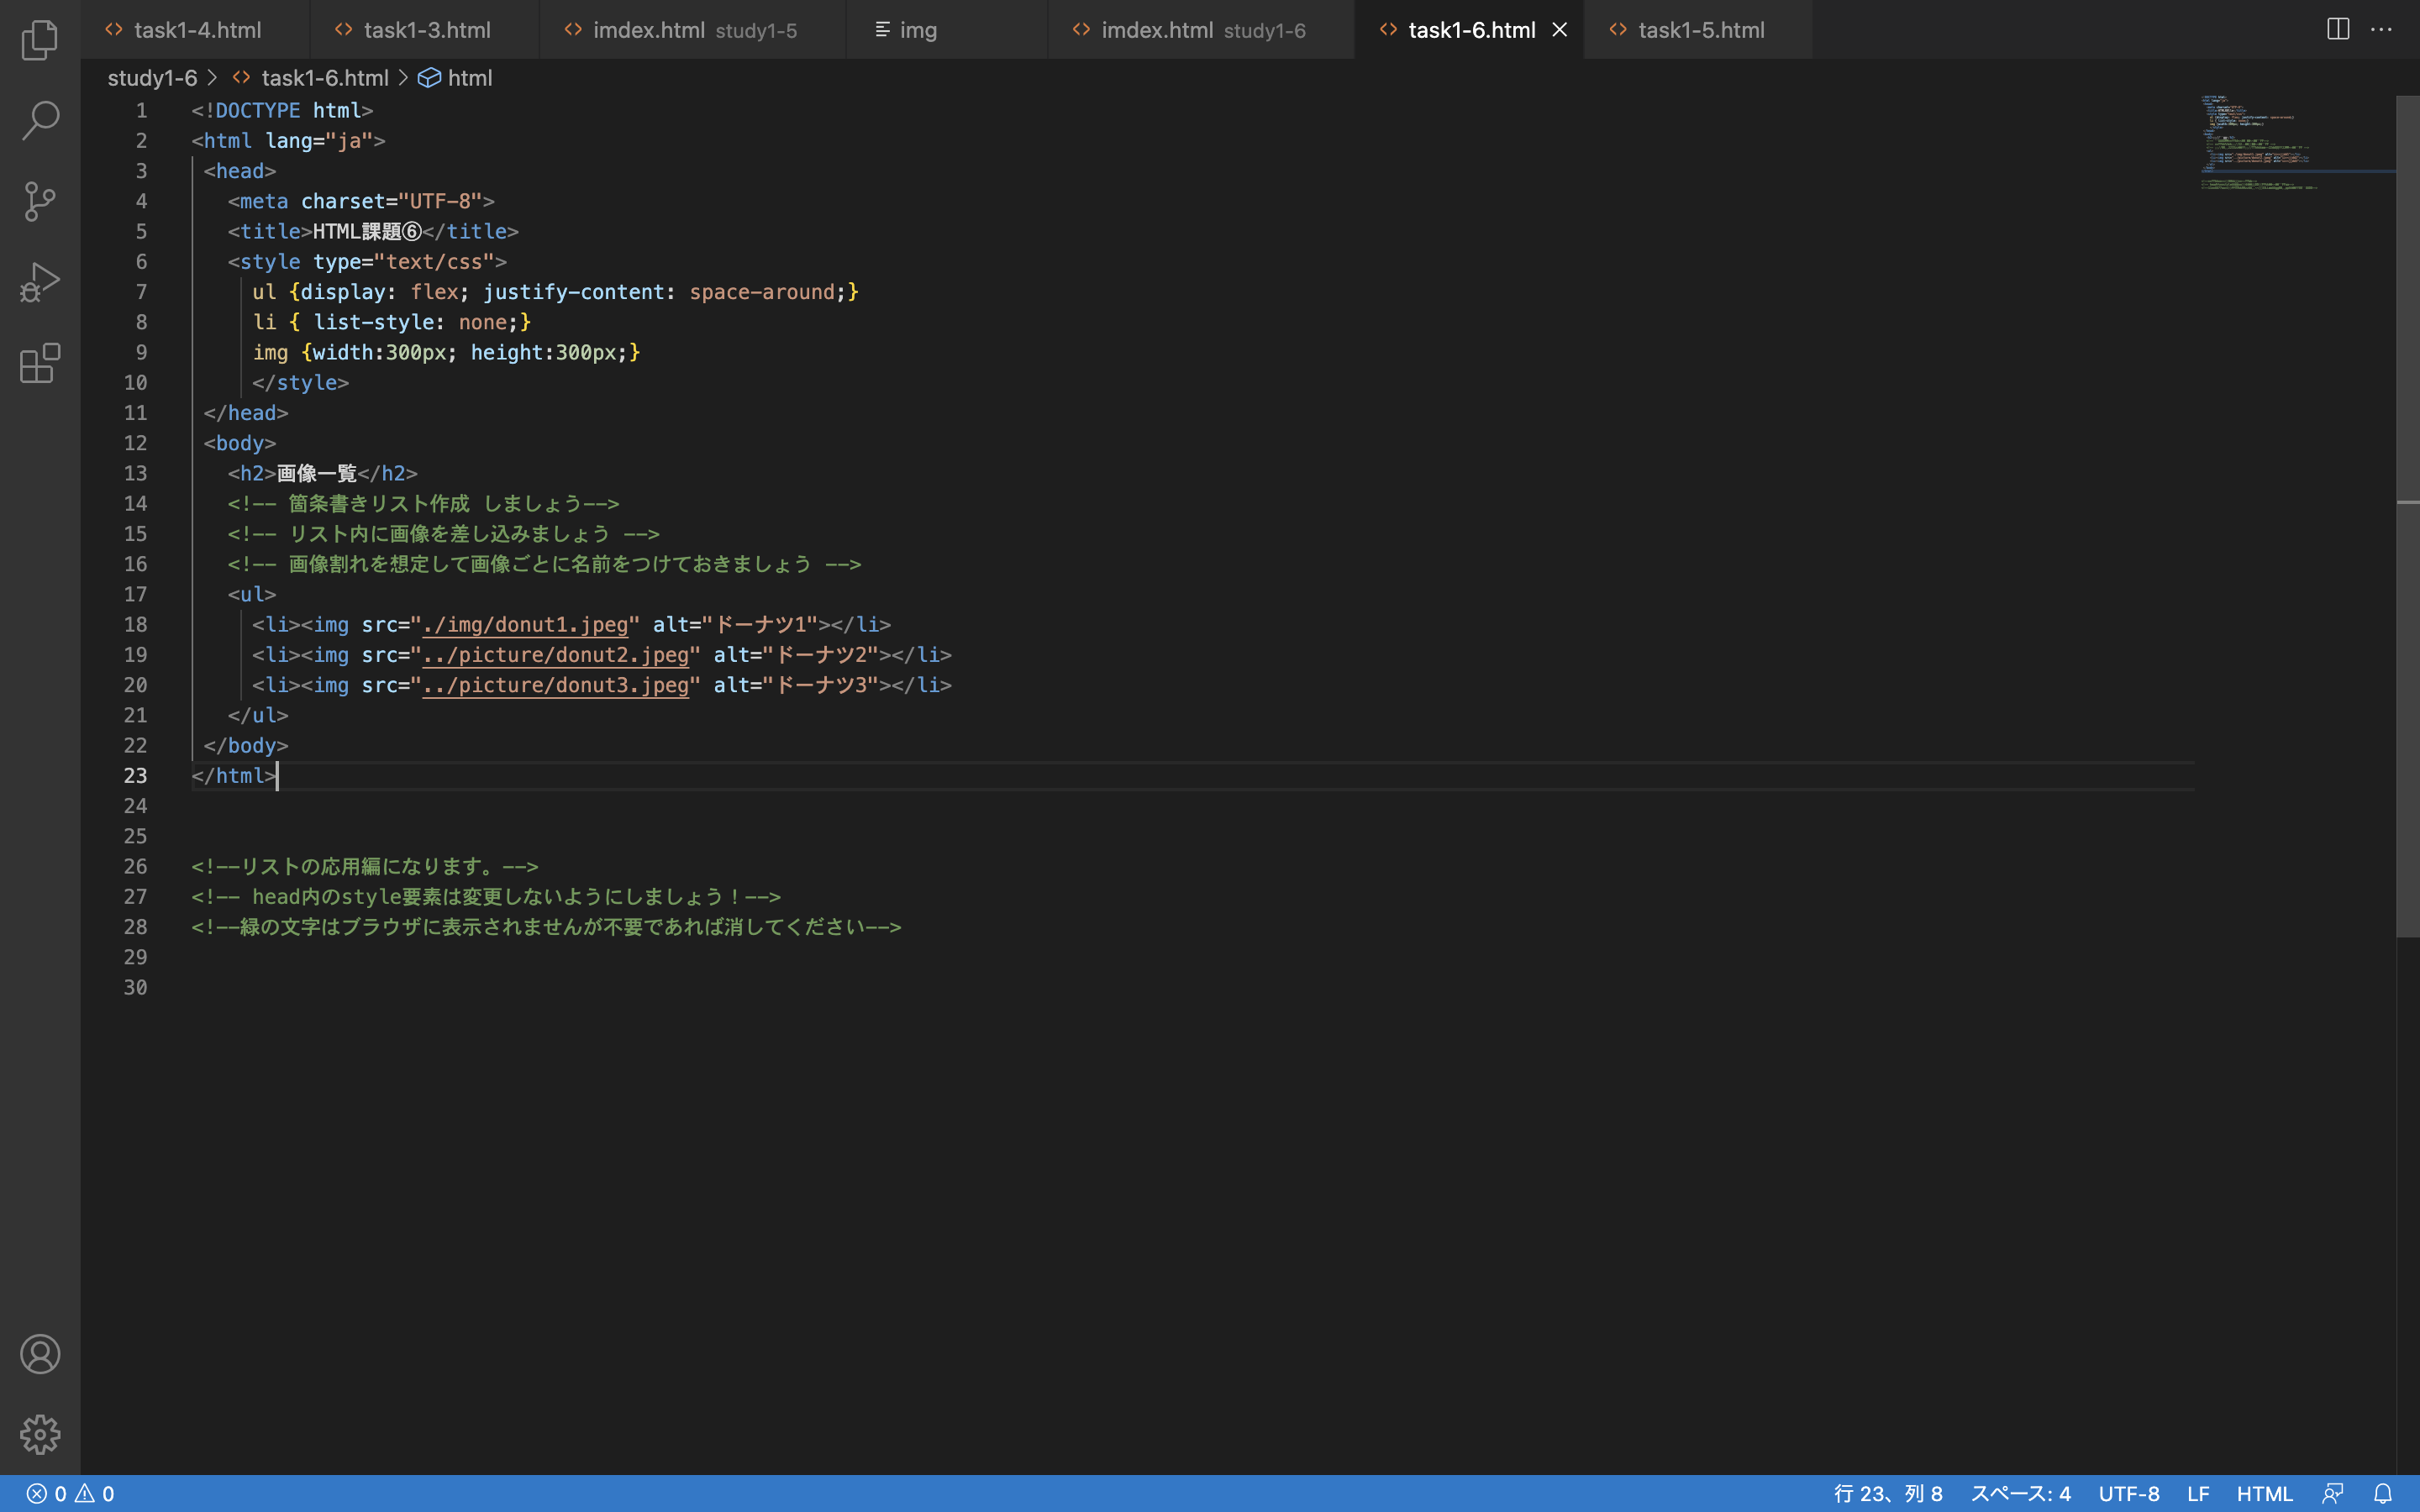 task1-4.html task1-3.html imdex.html study1-5 img imdex.html study1-6 task1-6.html task1-5.html
study1-6 > task1-6.html > html
1 <!DOCTYPE html>
2 <html lang="ja">
3 <head>
4 <meta charset="UTF-8">
5 <title>HTML課題⑥</title>
6 <style type="text/css">
7 ul {display: flex; justify-content: space-around;}
8 li { list-style: none;}
9 img {width:300px; height:300px;}
10 </style>
11 </head>
12 <body>
13 <h2>画像一覧</h2>
14 <!-- 箇条書きリスト作成 しましょう-->
15 <!-- リスト内に画像を差し込みましょう -->
16 <!-- 画像割れを想定して画像ごとに名前をつけておきましょう -->
17 <ul>
18 <li><img src="./img/donut1.jpeg" alt="ドーナツ1"></li>
19 <li><img src="../picture/donut2.jpeg" alt="ドーナツ2"></li>
20 <li><img src="../picture/donut3.jpeg" alt="ドーナツ3"></li>
21 </ul>
22 </body>
23 </html>
24
25
26 <!--リストの応用編になります。-->
27 <!-- head内のstyle要素は変更しないようにしましょう！-->
28 <!--緑の文字はブラウザに表示されませんが不要であれば消してください-->
29
30
0 0 行 23、列 8 スペース: 4 UTF-8 LF HTML